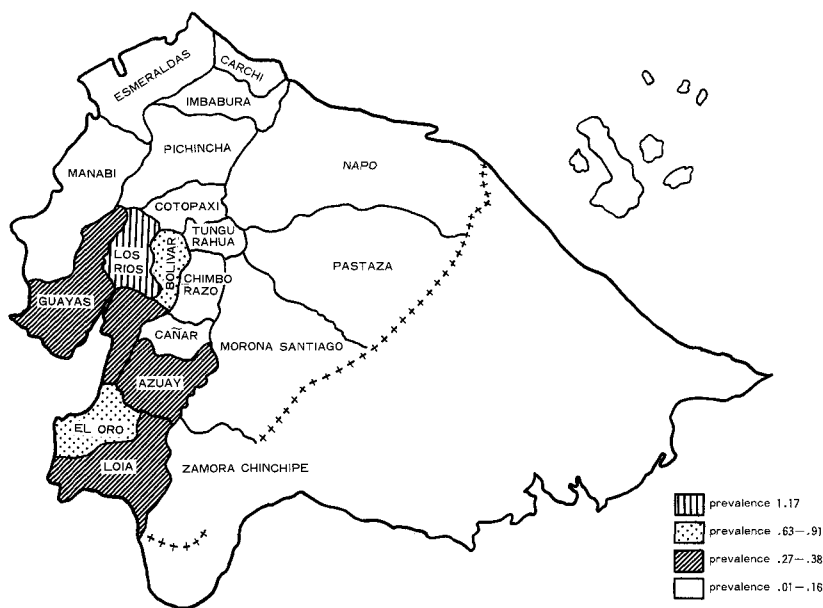 ESMERALDAS
CARCHI
IMBABURA
PICHINCHA
MANABI
NAPO
COTOPAXI
TUNGU
RAHUA
LOS
RIOS
BOLIVAR
PASTAZA
CHIMBO
RAZO
GUAYAS
CAÑAR
MORONA SANTIAGO
AZUAY
EL ORO
LOIA
ZAMORA CHINCHIPE
prevalence 1.17
prevalence .63—.91
prevalence .27—.38
prevalence .01—.16